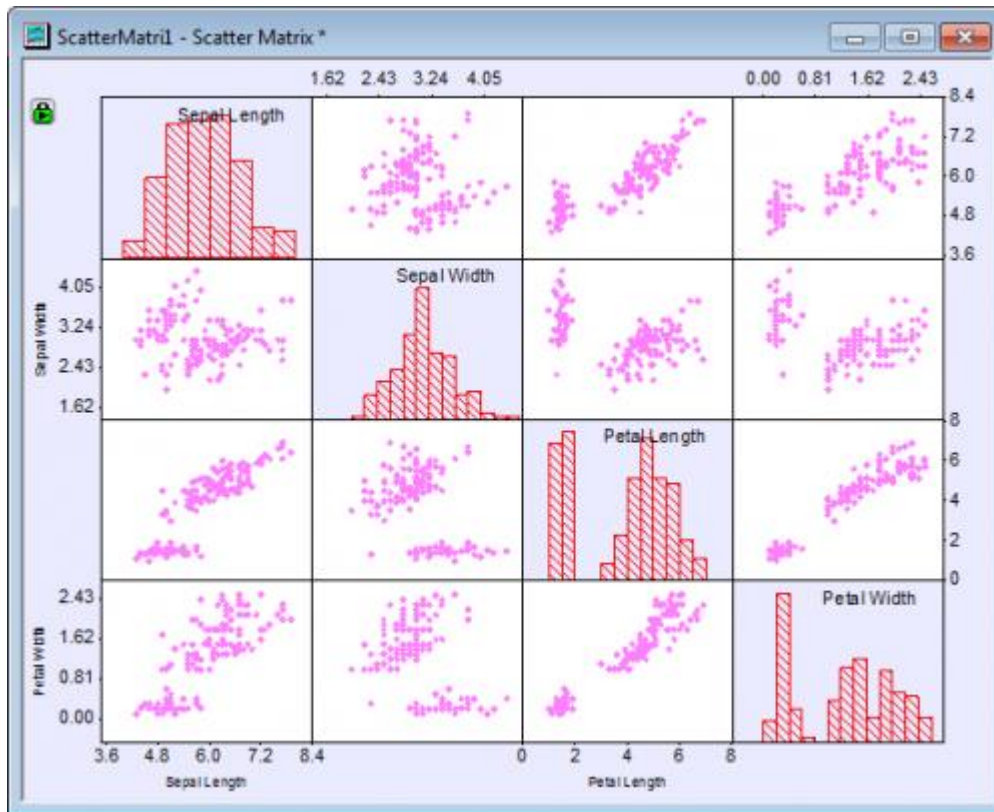 ScatterMatri1 - Scatter Matrix *
1.62 2.43 3.24 4.05 0.00 0.81 1.62 2.43
8.4
Sepal Length
7.2
6.0
4.8
3.6
Sepal Width
4.05
3.24
2.43
1.62
Sepal Width
Petal Length
8
6
4
2
0
Petal Width
2.43
1.62
0.81
0.00
Petal Width
3.6 4.8 6.0 7.2 8.4 0 2 4 6 8
Sepal Length Petal Length